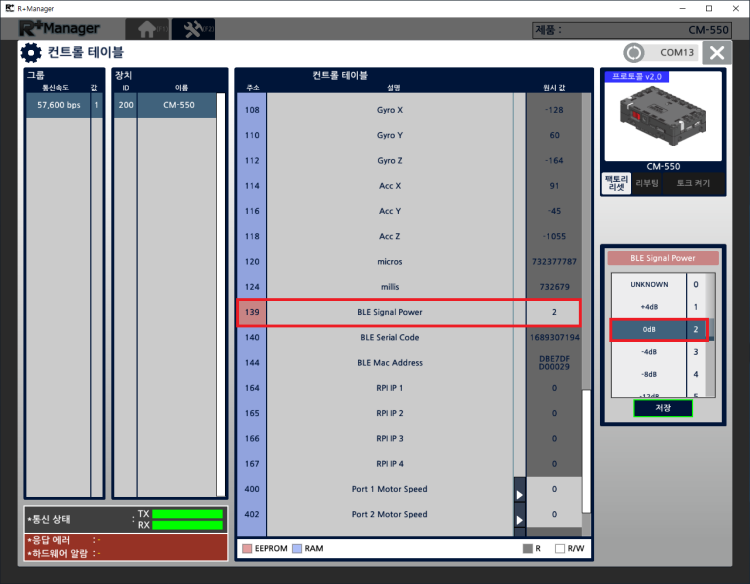 R+Manager
R+Manager
[F1]
[F2]
제품 :
CM-550
컨트롤 테이블
COM13
그룹
통신속도 값
57,600 bps 1
장치
ID 이름
200 CM-550
컨트롤 테이블
주소 설명 원시 값
108 Gyro X -128
110 Gyro Y 60
112 Gyro Z -164
114 Acc X 91
116 Acc Y -45
118 Acc Z -1055
120 micros 732377787
124 millis 732679
139 BLE Signal Power 2
140 BLE Serial Code 1689307194
144 BLE Mac Address DBE7DF
D00029
164 RPI IP 1 0
165 RPI IP 2 0
166 RPI IP 3 0
167 RPI IP 4 0
400 Port 1 Motor Speed 0
402 Port 2 Motor Speed 0
EEPROM RAM R R/W
프로토콜 v2.0
CM-550
팩토리
리셋
리부팅
토크 켜기
BLE Signal Power
UNKNOWN 0
+4dB 1
0dB 2
-4dB 3
-8dB 4
-12dB 5
저장
*통신 상태 : TX
RX
*응답 에러 : -
*하드웨어 알람 : -